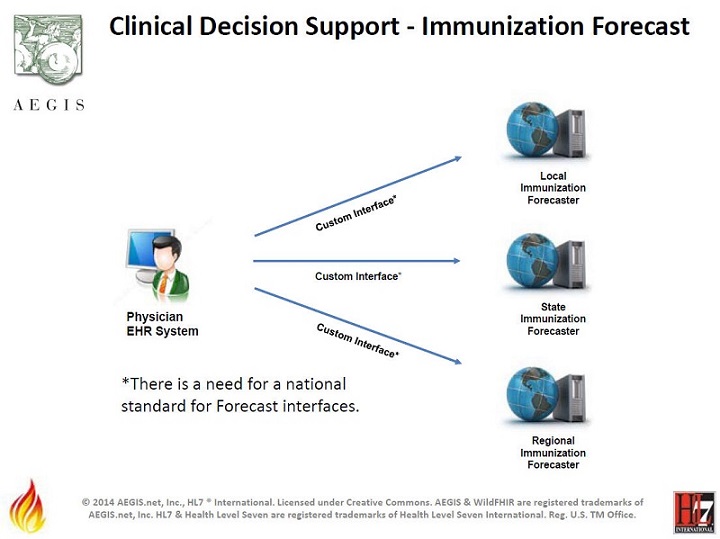 Clinical Decision Support - Immunization Forecast
AEGIS
Local
Immunization
Forecaster
Custom Interface*
Custom Interface*
State
Immunization
Forecaster
Physician
EHR System
Custom Interface*
*There is a need for a national
standard for Forecast interfaces.
Regional
Immunization
Forecaster
© 2014 AEGIS.net, Inc., HL7 ® International. Licensed under Creative Commons. AEGIS & WildFHIR are registered trademarks of
AEGIS.net, Inc. HL7 & Health Level Seven are registered trademarks of Health Level Seven International. Reg. U.S. TM Office.
HL7
INTERNATIONAL